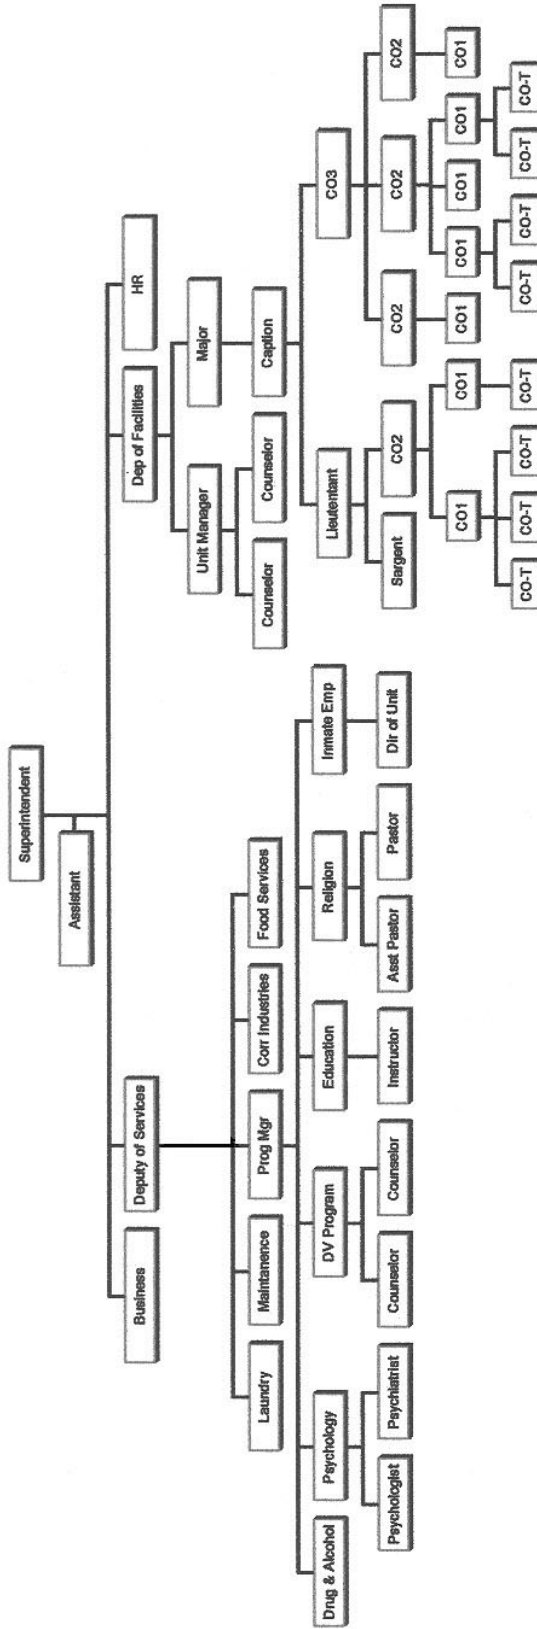 Superintendent
Assistant
Business
Deputy of Services
Dep of Facilities
HR
Laundry
Maintanence
Prog Mgr
Corr Industries
Food Services
Unit Manager
Major
Counselor
Counselor
Caption
Drug & Alcohol
Psychology
DV Program
Education
Religion
Inmate Emp
Lieutentant
CO3
Psychologist
Psychiatrist
Counselor
Counselor
Instructor
Asst Pastor
Pastor
Dir of Unit
Sargent
CO2
CO2
CO2
CO2
CO1
CO1
CO1
CO1
CO1
CO1
CO1
CO-T
CO-T
CO-T
CO-T
CO-T
CO-T
CO-T
CO-T